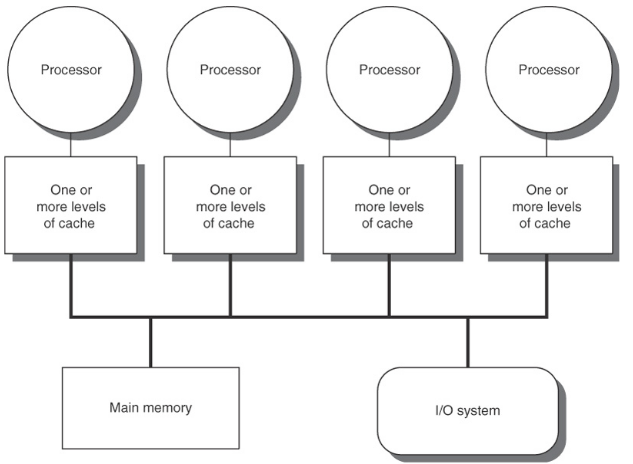 Processor
Processor
Processor
Processor
One or
more levels
of cache
One or
more levels
of cache
One or
more levels
of cache
One or
more levels
of cache
Main memory
I/O system